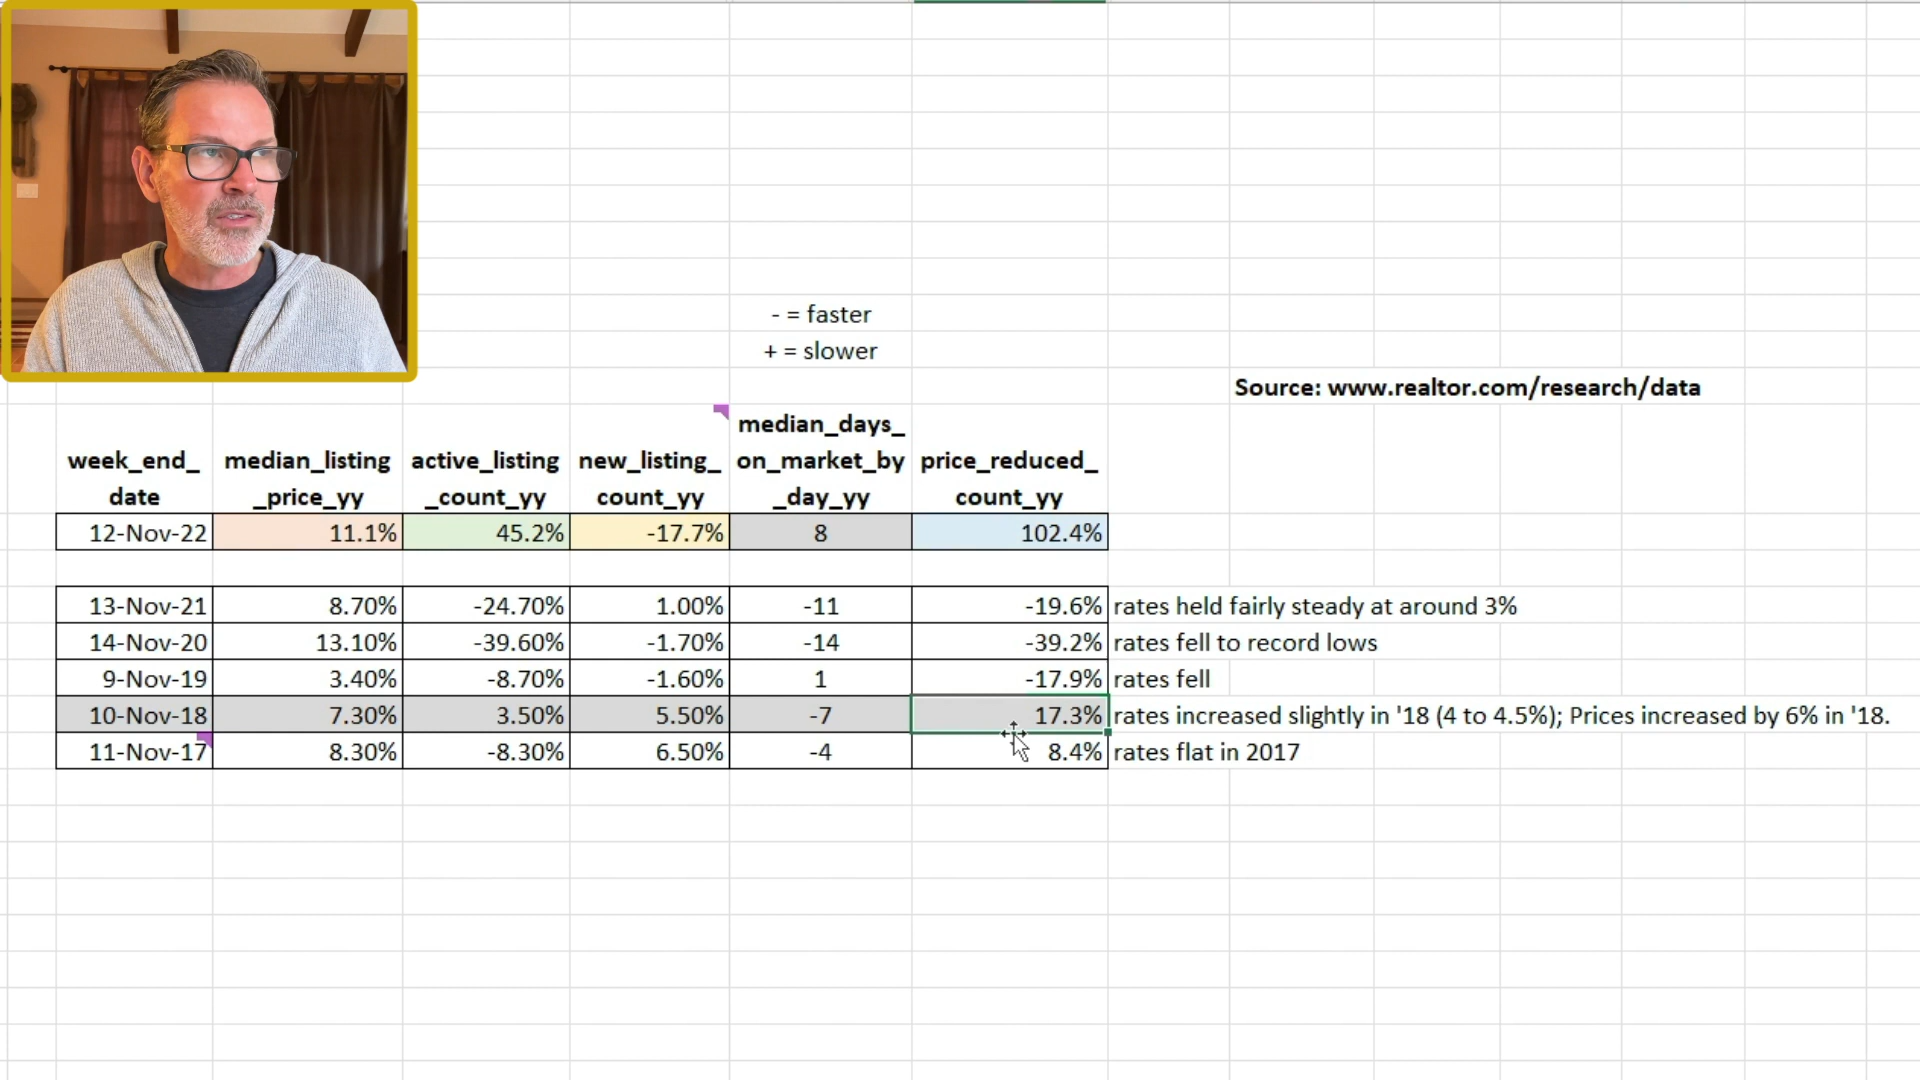 - = faster
+ = slower
Source: www.realtor.com/research/data
week_end_
date
median_listing
_price_yy
active_listing
_count_yy
new_listing_
count_yy
median_days_
on_market_by
_day_yy
price_reduced_
count_yy
12-Nov-22 11.1% 45.2% -17.7% 8 102.4%
13-Nov-21 8.70% -24.70% 1.00% -11 -19.6% rates held fairly steady at around 3%
14-Nov-20 13.10% -39.60% -1.70% -14 -39.2% rates fell to record lows
9-Nov-19 3.40% -8.70% -1.60% 1 -17.9% rates fell
10-Nov-18 7.30% 3.50% 5.50% -7 17.3% rates increased slightly in '18 (4 to 4.5%); Prices increased by 6% in '18.
11-Nov-17 8.30% -8.30% 6.50% -4 8.4% rates flat in 2017